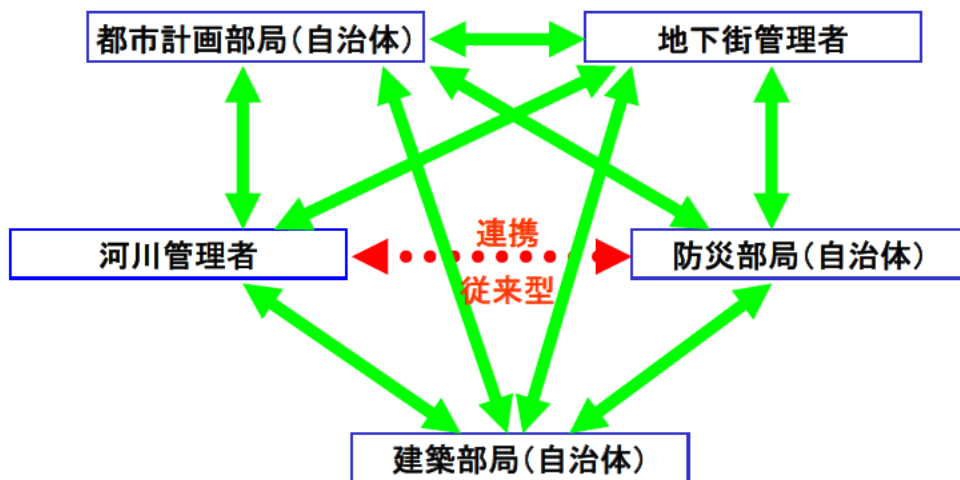 都市計画部局(自治体)
地下街管理者
河川管理者
連携
従来型
防災部局(自治体)
建築部局(自治体)